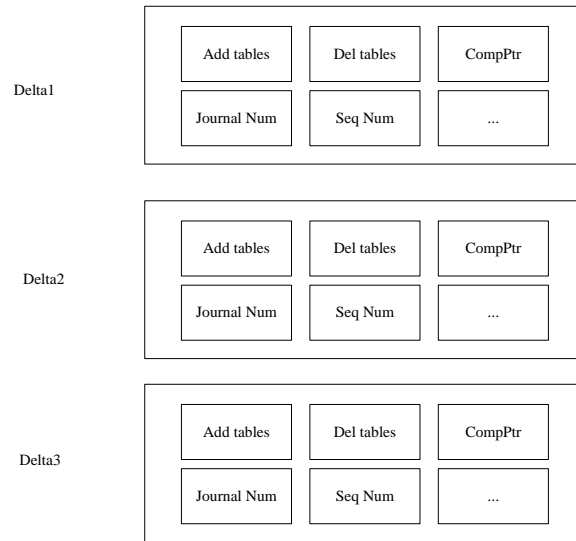 Add tables Del tables CompPtr
Delta1
Journal Num Seq Num ...
Add tables Del tables CompPtr
Delta2
Journal Num Seq Num ...
Add tables Del tables CompPtr
Delta3
Journal Num Seq Num ...